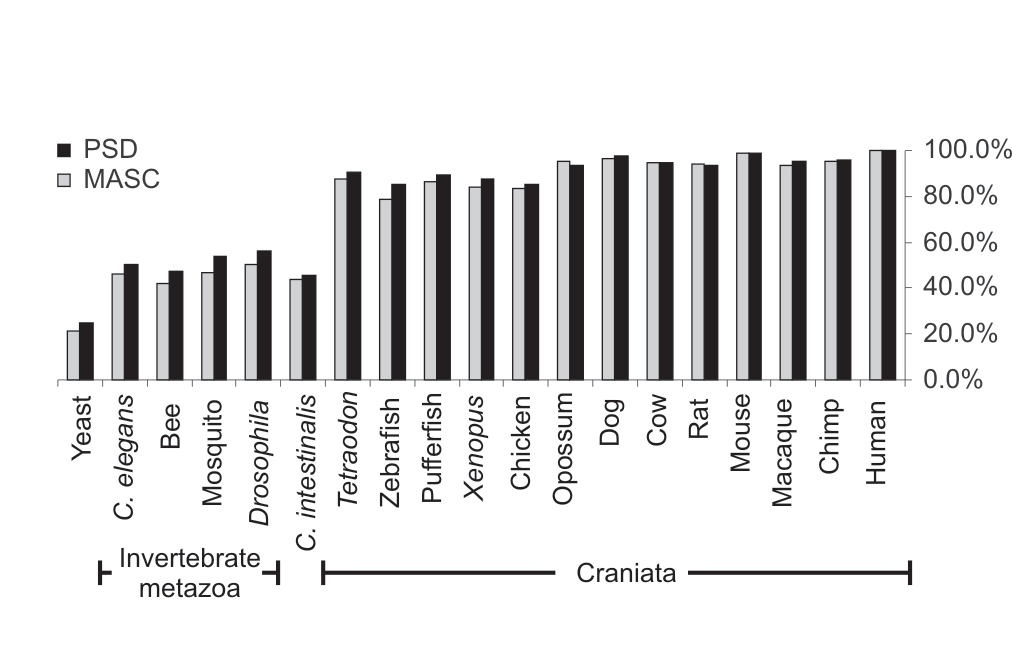 PSD
MASC
100.0%
80.0%
60.0%
40.0%
20.0%
0.0%
Yeast
C. elegans
Bee
Mosquito
Drosophila
C. intestinallis
Tetraodon
Zebrafish
Pufferfish
Xenopus
Chicken
Opossum
Dog
Cow
Rat
Mouse
Macaque
Chimp
Human
Invertebrate
metazoa
Craniata